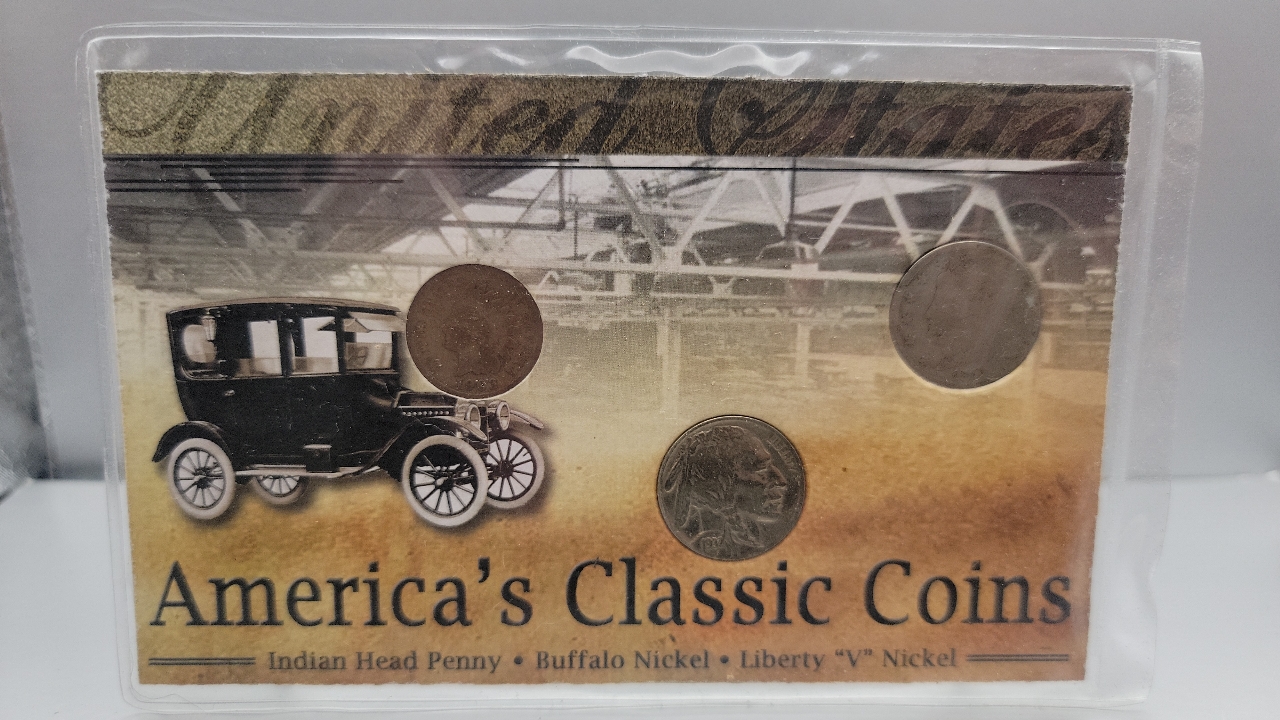 United States
America's Classic Coins
Indian Head Penny • Buffalo Nickel • Liberty "V" Nickel